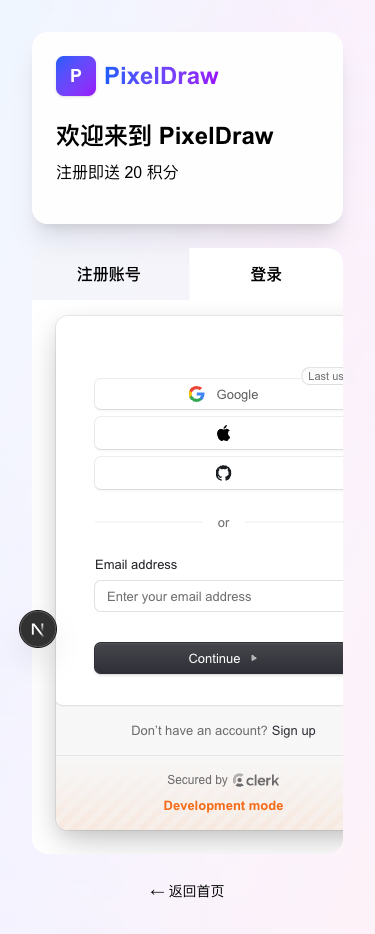 P PixelDraw
欢迎来到 PixelDraw
注册即送 20 积分
注册账号 登录
Last us
Google
or
Email address
Enter your email address
Continue
Don't have an account? Sign up
Secured by clerk
Development mode
← 返回首页